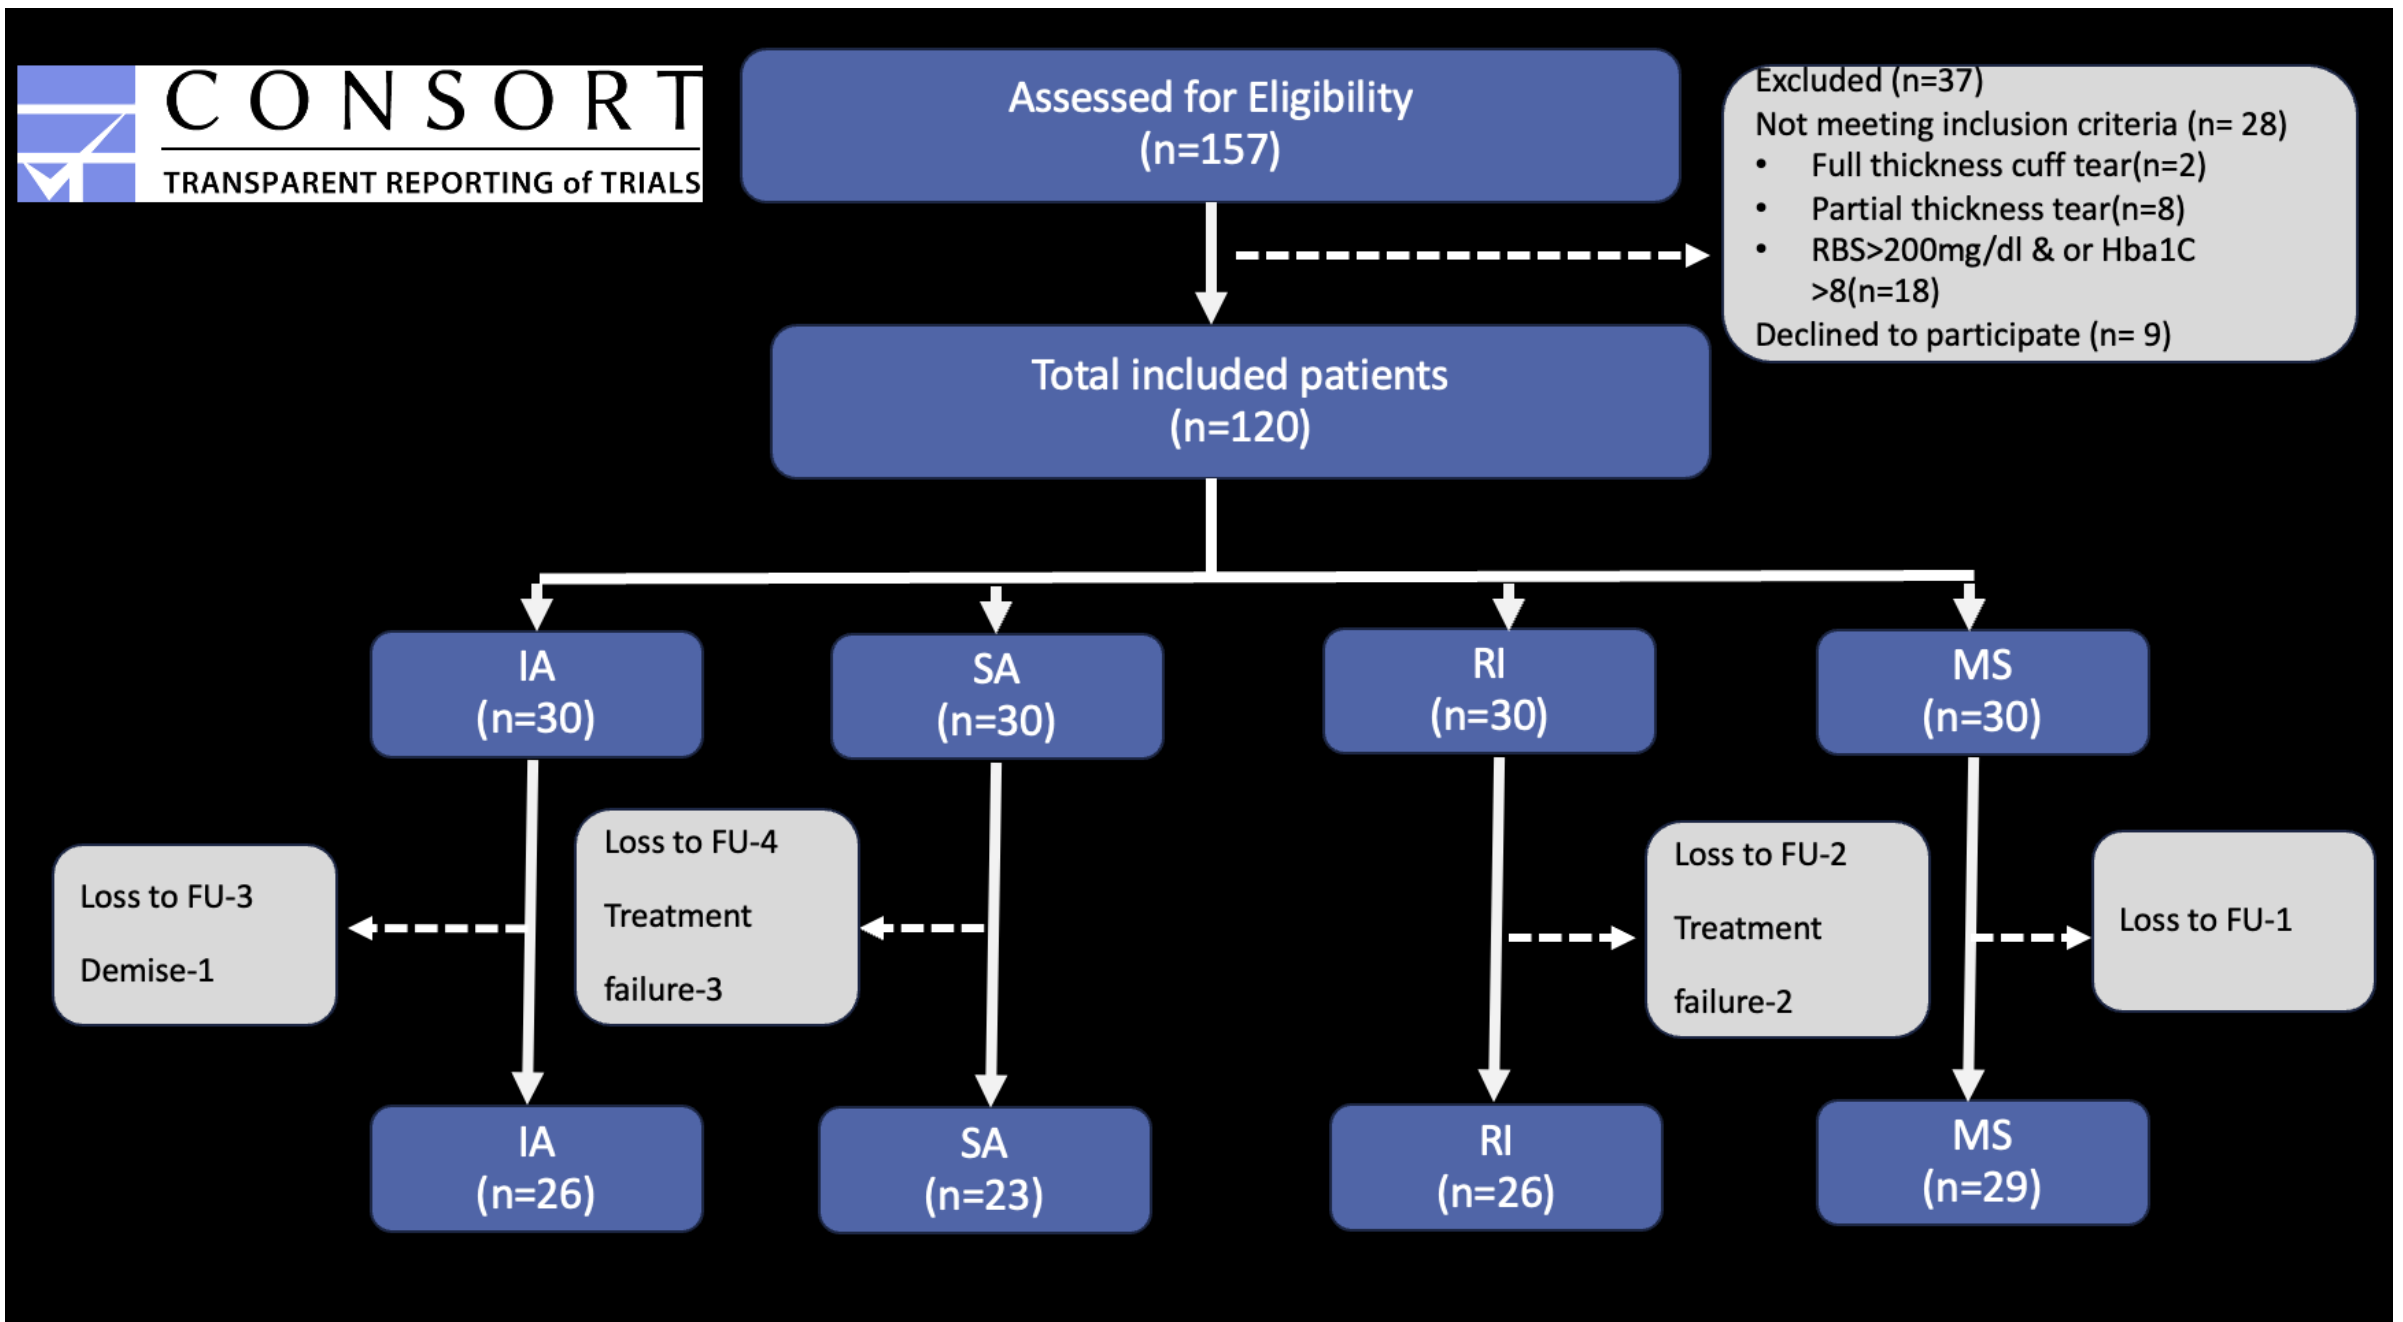 CONSORT
TRANSPARENT REPORTING of TRIALS
Assessed for Eligibility
(n=157)
Excluded (n=37)
Not meeting inclusion criteria (n= 28)
• Full thickness cuff tear(n=2)
• Partial thickness tear(n=8)
• RBS>200mg/dl & or Hba1C
>8(n=18)
Declined to participate (n= 9)
Total included patients
(n=120)
IA
(n=30)
SA
(n=30)
RI
(n=30)
MS
(n=30)
Loss to FU-3
Demise-1
Loss to FU-4
Treatment
failure-3
Loss to FU-2
Treatment
failure-2
Loss to FU-1
IA
(n=26)
SA
(n=23)
RI
(n=26)
MS
(n=29)